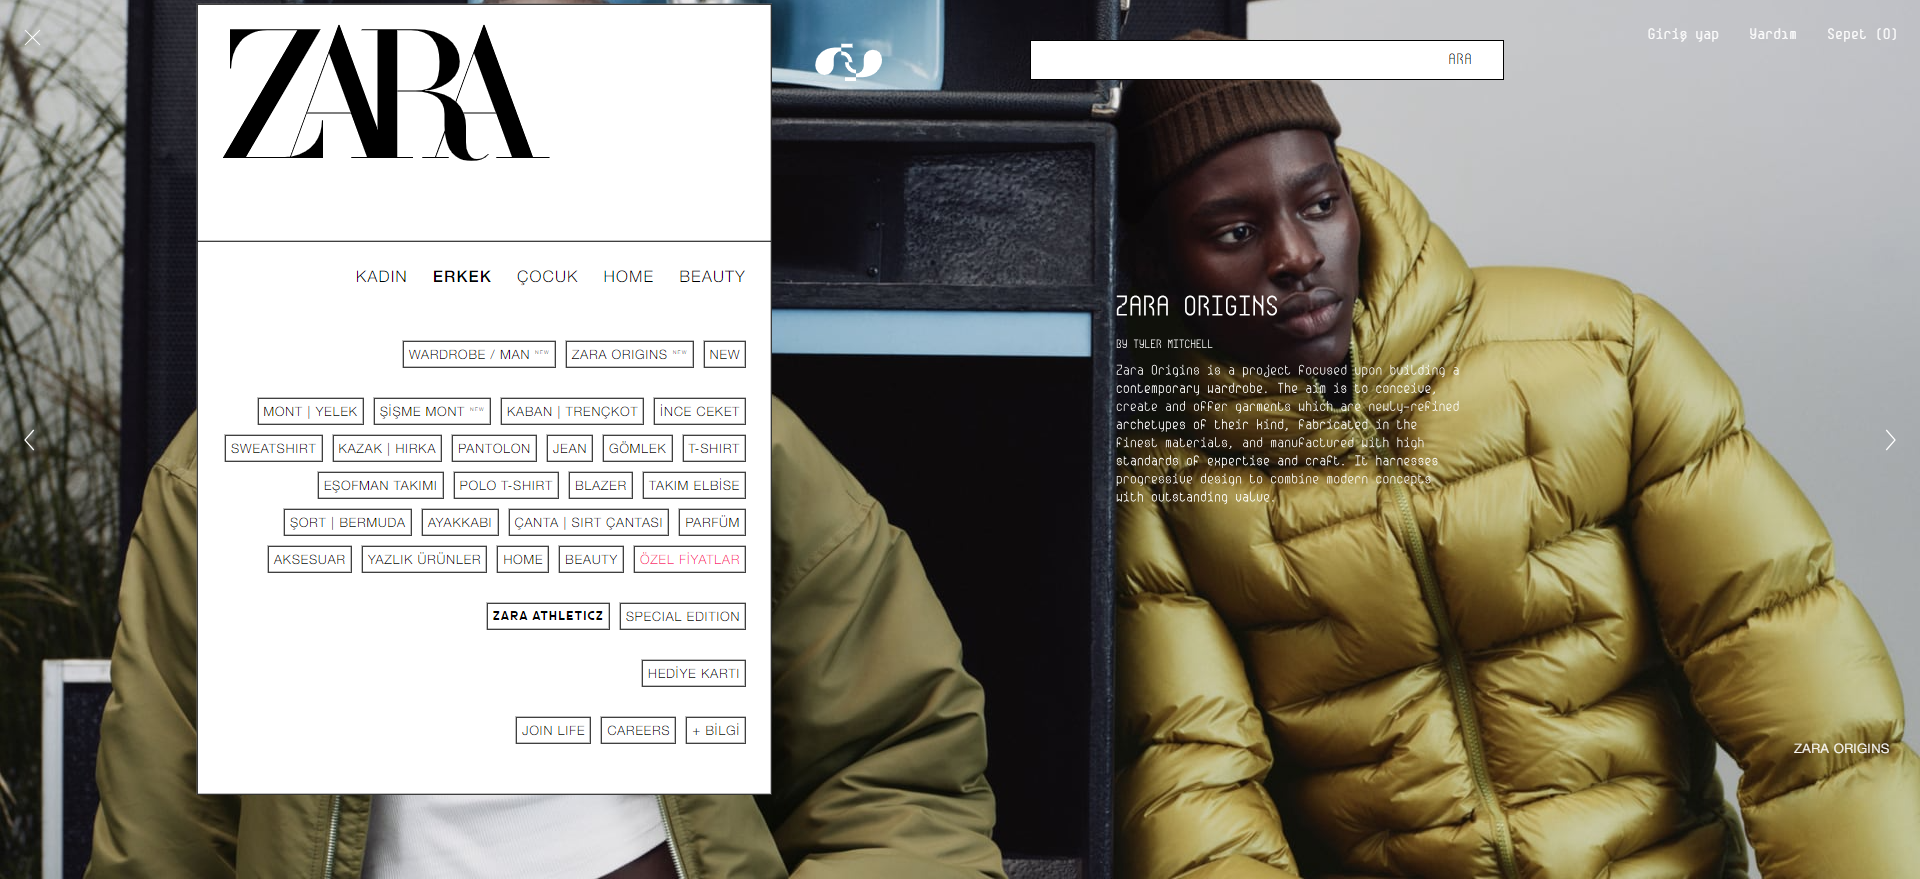 ZARA
ARA
Giriş yap Yardım Sepet (0)
KADIN ERKEK ÇOCUK HOME BEAUTY
WARDROBE / MAN NEW ZARA ORIGINS NEW NEW
MONT | YELEK ŞİŞME MONT NEW KABAN | TRENÇKOT İNCE CEKET
SWEATSHIRT KAZAK | HIRKA PANTOLON JEAN GÖMLEK T-SHIRT
EŞOFMAN TAKIMI POLO T-SHIRT BLAZER TAKIM ELBİSE
ŞORT | BERMUDA AYAKKABI ÇANTA | SIRT ÇANTASI PARFÜM
AKSESUAR YAZLIK ÜRÜNLER HOME BEAUTY ÖZEL FİYATLAR
ZARA ATHLETICZ SPECIAL EDITION
HEDİYE KARTI
JOIN LIFE CAREERS + BİLGİ
ZARA ORIGINS
BY TYLER MITCHELL
Zara Origins is a project focused upon building a
contemporary wardrobe. The aim is to conceive,
create and offer garments which are newly-refined
archetypes of their kind, fabricated in the
finest materials, and manufactured with high
standards of expertise and craft. It harnesses
progressive design to combine modern concepts
with outstanding value.
ZARA ORIGINS